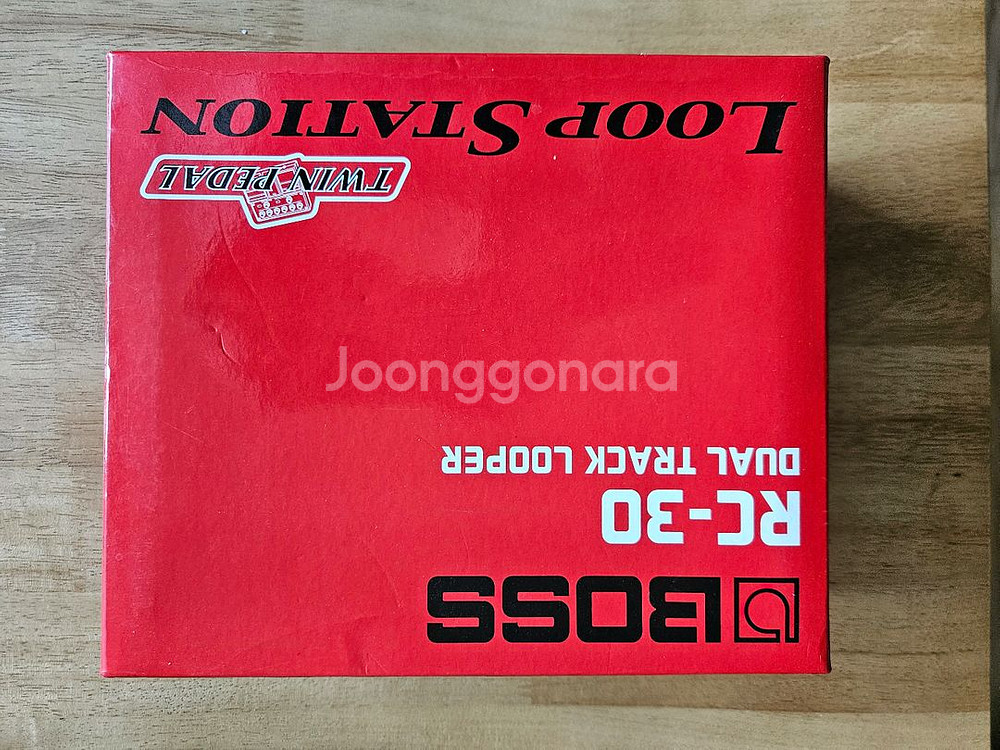 BOSS
RC-30
DUAL TRACK LOOPER
Joonggonara
TWIN PEDAL
LOOP STATION